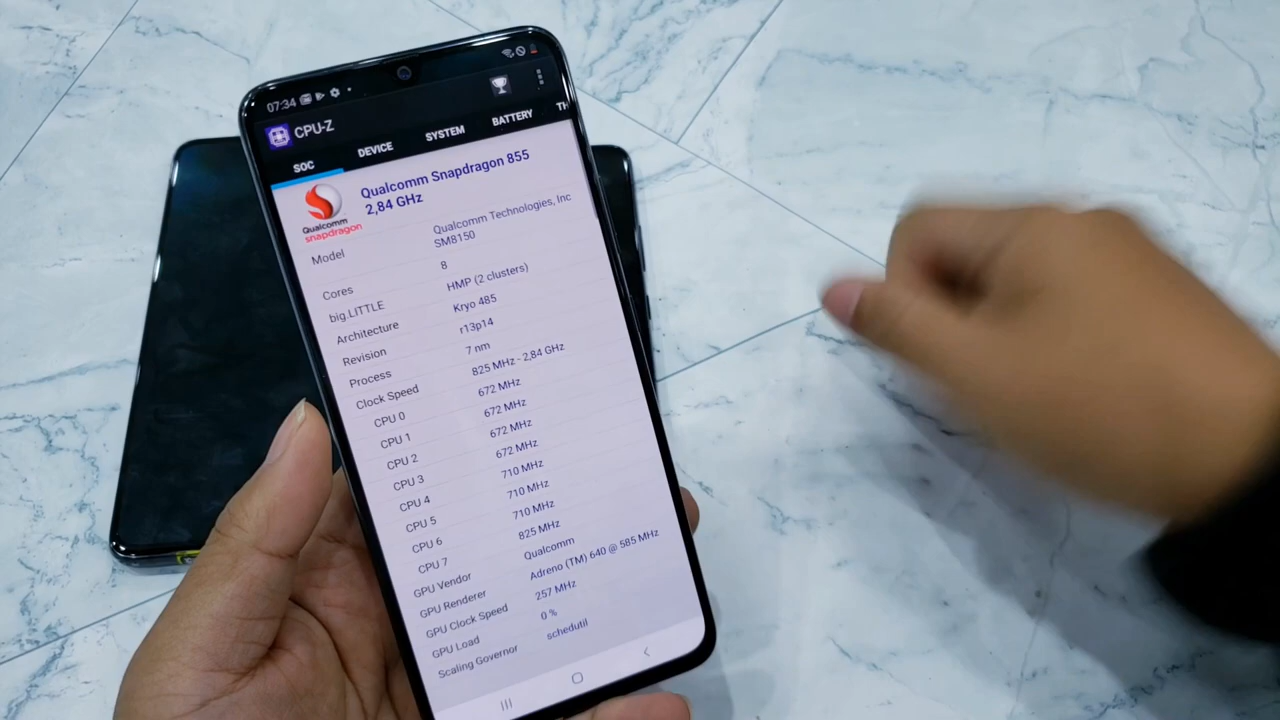 07:34
CPU-Z
SOC DEVICE SYSTEM BATTERY TH
Qualcomm Snapdragon 855
2,84 GHz
Qualcomm
snapdragon
Qualcomm Technologies, Inc
Model SM8150
Cores 8
big.LITTLE HMP (2 clusters)
Architecture Kryo 485
Revision r13p14
Process 7 nm
Clock Speed 825 MHz - 2,84 GHz
CPU 0 672 MHz
CPU 1 672 MHz
CPU 2 672 MHz
CPU 3 672 MHz
CPU 4 710 MHz
CPU 5 710 MHz
CPU 6 710 MHz
CPU 7 825 MHz
GPU Vendor Qualcomm
GPU Renderer Adreno (TM) 640 @ 585 MHz
GPU Clock Speed 257 MHz
GPU Load 0 %
Scaling Governor schedutil